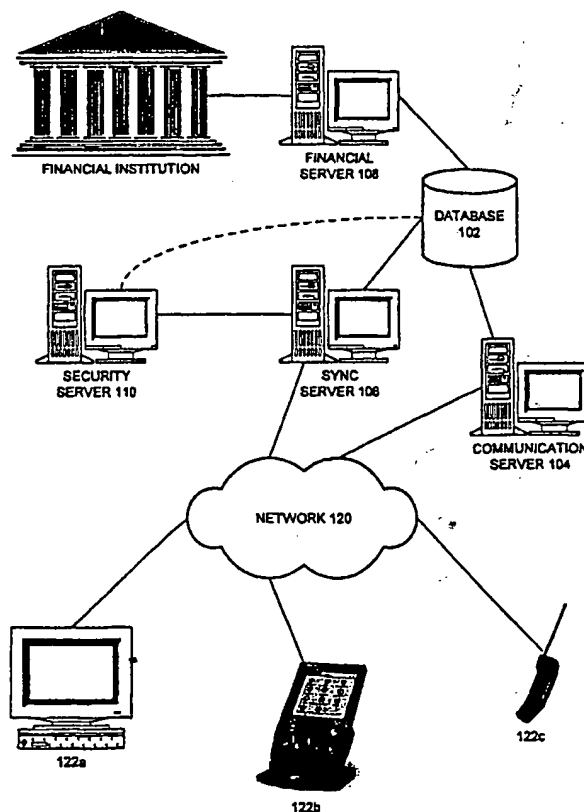 FINANCIAL INSTITUTION
FINANCIAL
SERVER 108
DATABASE
102
SECURITY
SERVER 110
SYNC
SERVER 106
COMMUNICATION
SERVER 104
NETWORK 120
122a
122b
122c